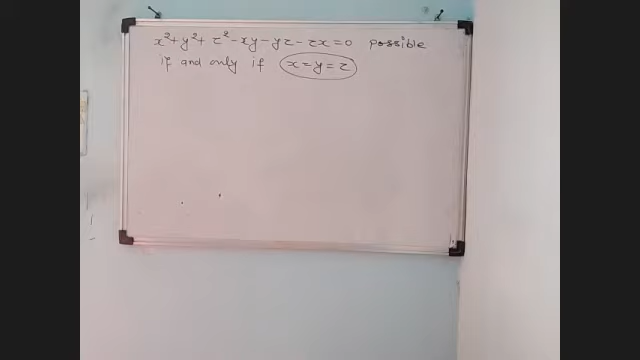 x² + y² + z² - xy - yz - zx = 0 possible
if and only if x = y = z